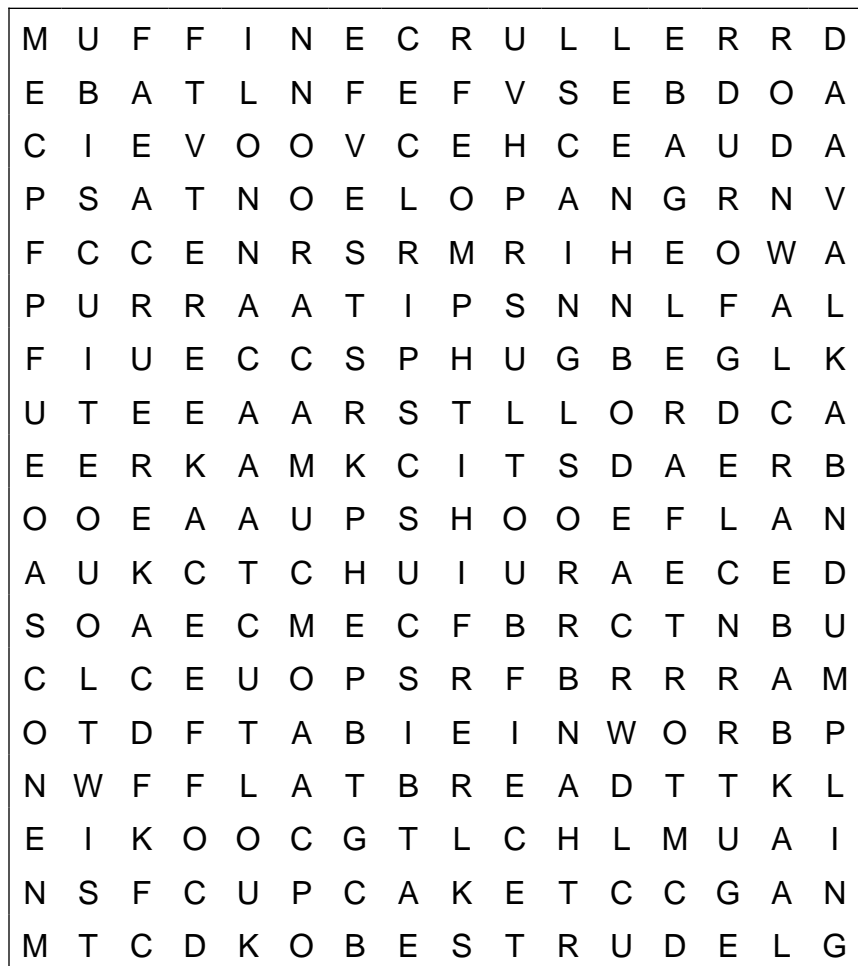 M U F F I N E C R U L L E R R D
E B A T L N F E F V S E B D O A
C I E V O O V C E H C E A U D A
P S A T N O E L O P A N G R N V
F C C E N R S R M R I H E O W A
P U R R A A T I P S N N L F A L
F I U E C C S P H U G B E G L K
U T E E A A R S T L L O R D C A
E E R K A M K C I T S D A E R B
O O E A A U P S H O O E F L A N
A U K C T C H U I U R A E C E D
S O A E C M E C F B R C T N B U
C L C E U O P S R F B R R R A M
O T D F T A B I E I N W O R B P
N W F F L A T B R E A D T T K L
E I K O O C G T L C H L M U A I
N S F C U P C A K E T C C G A N
M T C D K O B E S T R U D E L G